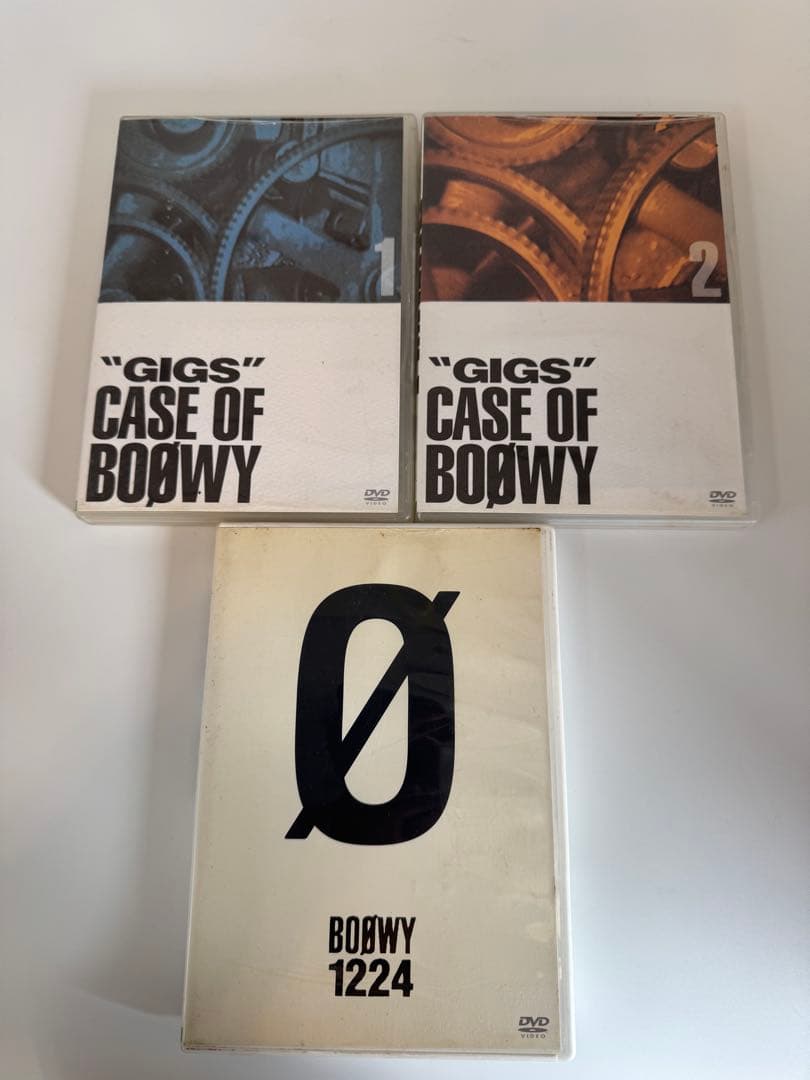 1
"GIGS"
CASE OF
BOØWY
DVD
VIDEO
2
"GIGS"
CASE OF
BOØWY
DVD
VIDEO
Ø
BOØWY
1224
DVD
VIDEO